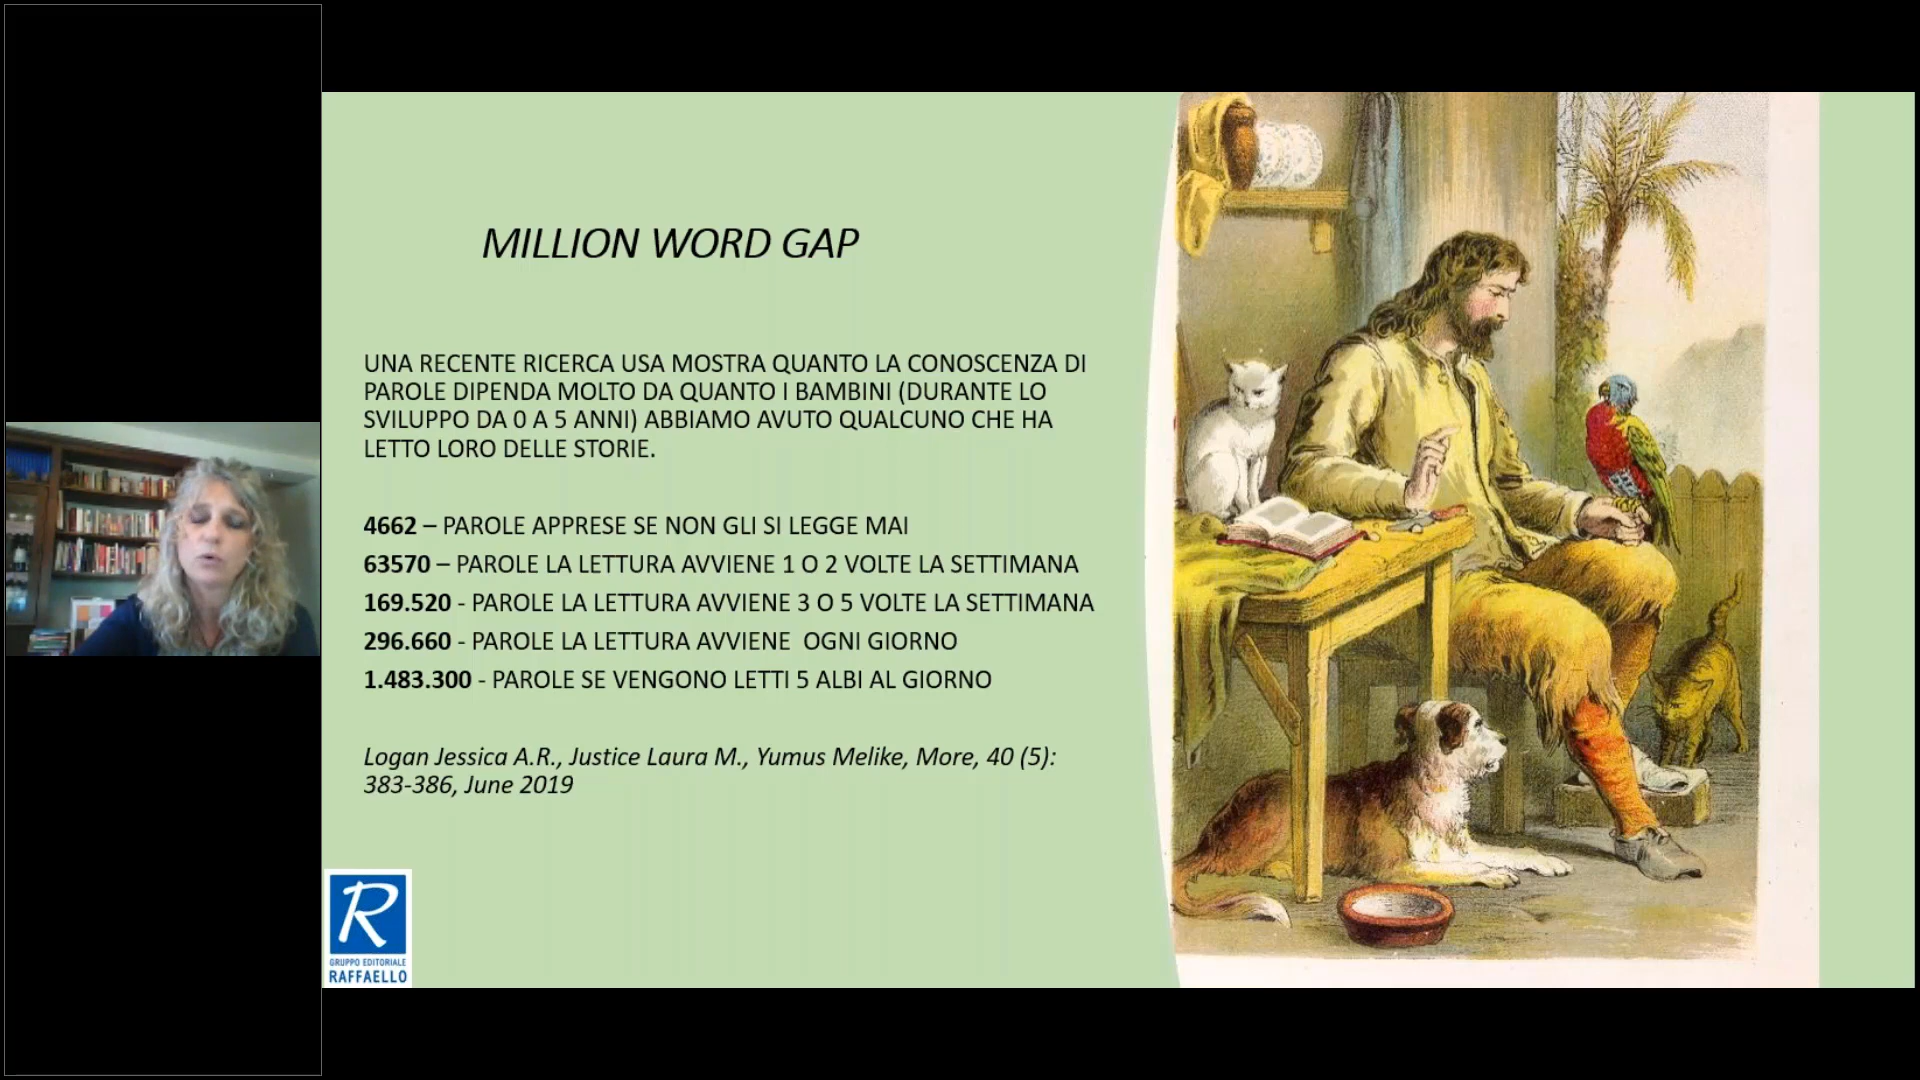 MILLION WORD GAP
UNA RECENTE RICERCA USA MOSTRA QUANTO LA CONOSCENZA DI
PAROLE DIPENDA MOLTO DA QUANTO I BAMBINI (DURANTE LO
SVILUPPO DA 0 A 5 ANNI) ABBIAMO AVUTO QUALCUNO CHE HA
LETTO LORO DELLE STORIE.
4662 – PAROLE APPRESE SE NON GLI SI LEGGE MAI
63570 – PAROLE LA LETTURA AVVIENE 1 O 2 VOLTE LA SETTIMANA
169.520 - PAROLE LA LETTURA AVVIENE 3 O 5 VOLTE LA SETTIMANA
296.660 - PAROLE LA LETTURA AVVIENE  OGNI GIORNO
1.483.300 - PAROLE SE VENGONO LETTI 5 ALBI AL GIORNO
Logan Jessica A.R., Justice Laura M., Yumus Melike, More, 40 (5):
383-386, June 2019
R
GRUPPO EDITORIALE
RAFFAELLO